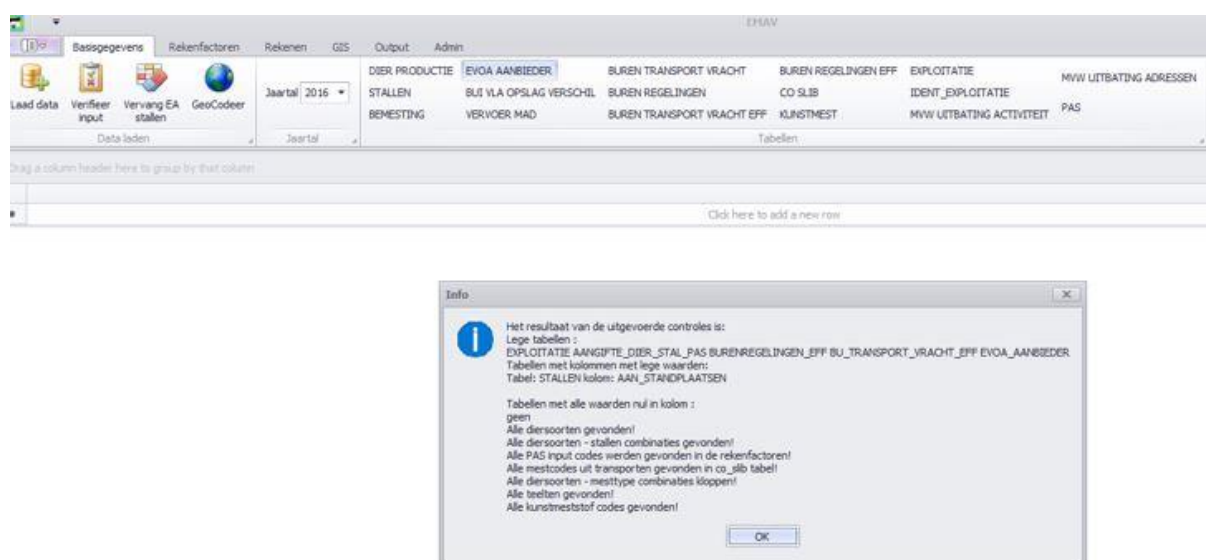 EMAV
Basisgegevens Rekenfactoren Rekenen GIS Output Admin
Laad data
Verifieer input
Vervang EA stallen
GeoCodeer
Jaartal 2016
DIER PRODUCTIE EVOA AANBIEDER BUREN TRANSPORT VRACHT BUREN REGELINGEN EFF EXPLOITATIE MVW UITBATING ADRESSEN
STALLEN BUI VLA OPSLAG VERSCHIL BUREN REGELINGEN CO SLIB IDENT_EXPLOITATIE PAS
BEMESTING VERVOER MAD BUREN TRANSPORT VRACHT EFF KUNSTMEST MVW UITBATING ACTIVITEIT
Data laden Jaartal Tabellen
Drag a column header here to group by that column
Click here to add a new row
Info
Het resultaat van de uitgevoerde controles is:
Lege tabellen :
EXPLOITATIE AANGIFTE_DIER_STAL_PAS BURENREGELINGEN_EFF BU_TRANSPORT_VRACHT_EFF EVOA_AANBIEDER
Tabellen met kolommen met lege waarden:
Tabel: STALLEN kolom: AAN_STANDPLAATSEN
Tabellen met alle waarden nul in kolom :
geen
Alle diersoorten gevonden!
Alle diersoorten - stallen combinaties gevonden!
Alle PAS input codes werden gevonden in de rekenfactoren!
Alle mestcodes uit transporten gevonden in co_slib tabel!
Alle diersoorten - mesttype combinaties kloppen!
Alle teelten gevonden!
Alle kunstmeststof codes gevonden!
OK